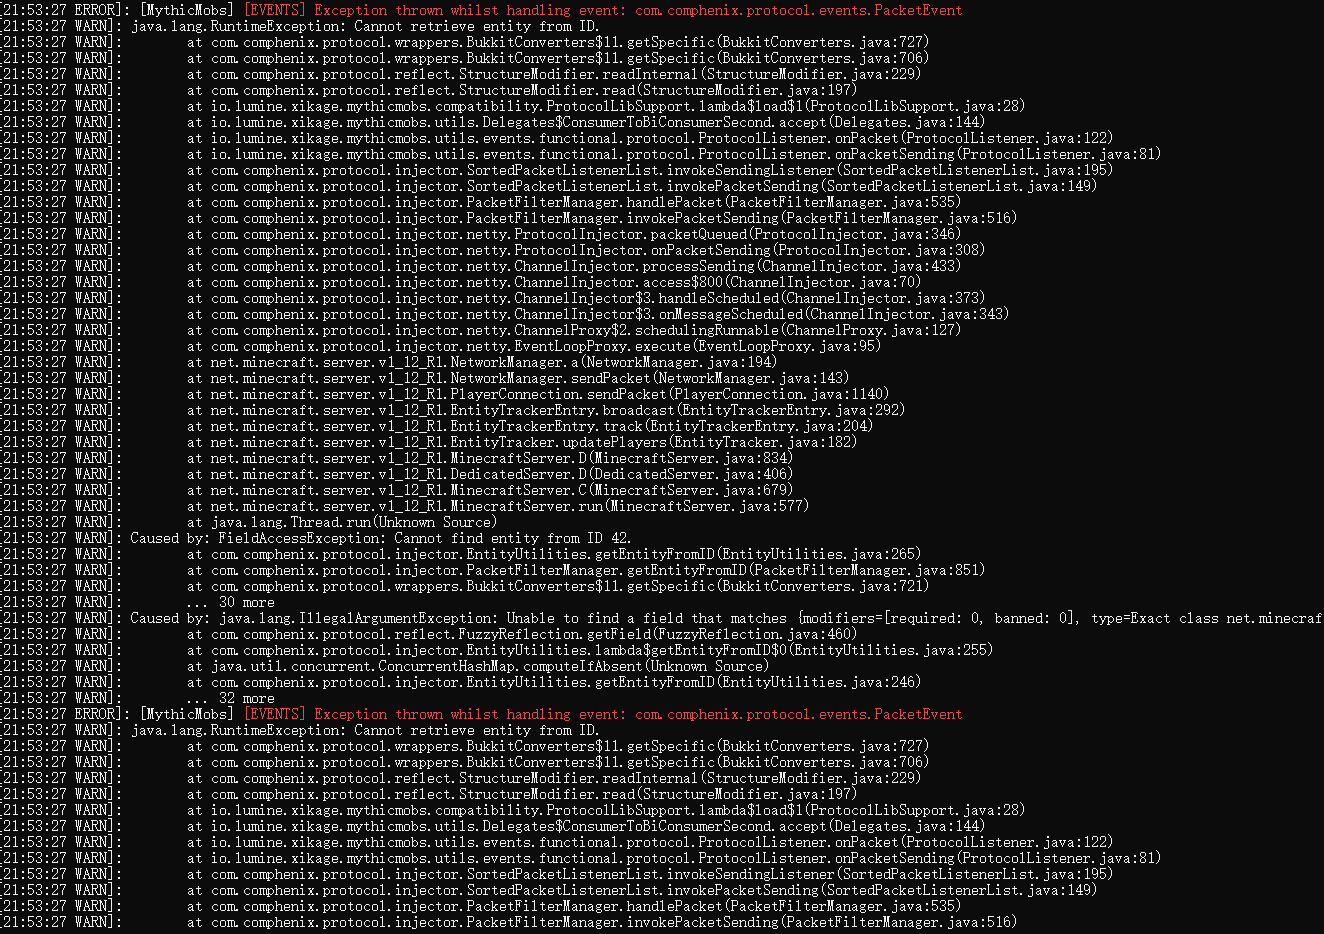 [21:53:27 ERROR]: [MythicMobs] [EVENTS] Exception thrown whilst handling event: com.comphenix.protocol.events.PacketEvent
[21:53:27 WARN]: java.lang.RuntimeException: Cannot retrieve entity from ID.
[21:53:27 WARN]: at com.comphenix.protocol.wrappers.BukkitConverters$11.getSpecific(BukkitConverters.java:727)
[21:53:27 WARN]: at com.comphenix.protocol.wrappers.BukkitConverters$11.getSpecific(BukkitConverters.java:706)
[21:53:27 WARN]: at com.comphenix.protocol.reflect.StructureModifier.readInternal(StructureModifier.java:229)
[21:53:27 WARN]: at com.comphenix.protocol.reflect.StructureModifier.read(StructureModifier.java:197)
[21:53:27 WARN]: at io.lumine.xikage.mythicmobs.compatibility.ProtocolLibSupport.lambda$load$1(ProtocolLibSupport.java:28)
[21:53:27 WARN]: at io.lumine.xikage.mythicmobs.utils.Delegates$ConsumerToBiConsumerSecond.accept(Delegates.java:144)
[21:53:27 WARN]: at io.lumine.xikage.mythicmobs.utils.events.functional.protocol.ProtocolListener.onPacket(ProtocolListener.java:122)
[21:53:27 WARN]: at io.lumine.xikage.mythicmobs.utils.events.functional.protocol.ProtocolListener.onPacketSending(ProtocolListener.java:81)
[21:53:27 WARN]: at com.comphenix.protocol.injector.SortedPacketListenerList.invokeSendingListener(SortedPacketListenerList.java:195)
[21:53:27 WARN]: at com.comphenix.protocol.injector.SortedPacketListenerList.invokePacketSending(SortedPacketListenerList.java:149)
[21:53:27 WARN]: at com.comphenix.protocol.injector.PacketFilterManager.handlePacket(PacketFilterManager.java:535)
[21:53:27 WARN]: at com.comphenix.protocol.injector.PacketFilterManager.invokePacketSending(PacketFilterManager.java:516)
[21:53:27 WARN]: at com.comphenix.protocol.injector.netty.ProtocolInjector.packetQueued(ProtocolInjector.java:346)
[21:53:27 WARN]: at com.comphenix.protocol.injector.netty.ProtocolInjector.onPacketSending(ProtocolInjector.java:308)
[21:53:27 WARN]: at com.comphenix.protocol.injector.netty.ChannelInjector.processSending(ChannelInjector.java:433)
[21:53:27 WARN]: at com.comphenix.protocol.injector.netty.ChannelInjector.access$800(ChannelInjector.java:70)
[21:53:27 WARN]: at com.comphenix.protocol.injector.netty.ChannelInjector$3.handleScheduled(ChannelInjector.java:373)
[21:53:27 WARN]: at com.comphenix.protocol.injector.netty.ChannelInjector$3.onMessageScheduled(ChannelInjector.java:343)
[21:53:27 WARN]: at com.comphenix.protocol.injector.netty.ChannelProxy$2.schedulingRunnable(ChannelProxy.java:127)
[21:53:27 WARN]: at com.comphenix.protocol.injector.netty.EventLoopProxy.execute(EventLoopProxy.java:95)
[21:53:27 WARN]: at net.minecraft.server.v1_12_R1.NetworkManager.a(NetworkManager.java:194)
[21:53:27 WARN]: at net.minecraft.server.v1_12_R1.NetworkManager.sendPacket(NetworkManager.java:143)
[21:53:27 WARN]: at net.minecraft.server.v1_12_R1.PlayerConnection.sendPacket(PlayerConnection.java:1140)
[21:53:27 WARN]: at net.minecraft.server.v1_12_R1.EntityTrackerEntry.broadcast(EntityTrackerEntry.java:292)
[21:53:27 WARN]: at net.minecraft.server.v1_12_R1.EntityTrackerEntry.track(EntityTrackerEntry.java:204)
[21:53:27 WARN]: at net.minecraft.server.v1_12_R1.EntityTracker.updatePlayers(EntityTracker.java:182)
[21:53:27 WARN]: at net.minecraft.server.v1_12_R1.MinecraftServer.D(MinecraftServer.java:834)
[21:53:27 WARN]: at net.minecraft.server.v1_12_R1.DedicatedServer.D(DedicatedServer.java:406)
[21:53:27 WARN]: at net.minecraft.server.v1_12_R1.MinecraftServer.C(MinecraftServer.java:679)
[21:53:27 WARN]: at net.minecraft.server.v1_12_R1.MinecraftServer.run(MinecraftServer.java:577)
[21:53:27 WARN]: at java.lang.Thread.run(Unknown Source)
[21:53:27 WARN]: Caused by: FieldAccessException: Cannot find entity from ID 42.
[21:53:27 WARN]: at com.comphenix.protocol.injector.EntityUtilities.getEntityFromID(EntityUtilities.java:265)
[21:53:27 WARN]: at com.comphenix.protocol.injector.PacketFilterManager.getEntityFromID(PacketFilterManager.java:851)
[21:53:27 WARN]: at com.comphenix.protocol.wrappers.BukkitConverters$11.getSpecific(BukkitConverters.java:721)
[21:53:27 WARN]: ... 30 more
[21:53:27 WARN]: Caused by: java.lang.IllegalArgumentException: Unable to find a field that matches {modifiers=[required: 0, banned: 0], type=Exact class net.minecraf
[21:53:27 WARN]: at com.comphenix.protocol.reflect.FuzzyReflection.getField(FuzzyReflection.java:460)
[21:53:27 WARN]: at com.comphenix.protocol.injector.EntityUtilities.lambda$getEntityFromID$0(EntityUtilities.java:255)
[21:53:27 WARN]: at java.util.concurrent.ConcurrentHashMap.computeIfAbsent(Unknown Source)
[21:53:27 WARN]: at com.comphenix.protocol.injector.EntityUtilities.getEntityFromID(EntityUtilities.java:246)
[21:53:27 WARN]: ... 32 more
[21:53:27 ERROR]: [MythicMobs] [EVENTS] Exception thrown whilst handling event: com.comphenix.protocol.events.PacketEvent
[21:53:27 WARN]: java.lang.RuntimeException: Cannot retrieve entity from ID.
[21:53:27 WARN]: at com.comphenix.protocol.wrappers.BukkitConverters$11.getSpecific(BukkitConverters.java:727)
[21:53:27 WARN]: at com.comphenix.protocol.wrappers.BukkitConverters$11.getSpecific(BukkitConverters.java:706)
[21:53:27 WARN]: at com.comphenix.protocol.reflect.StructureModifier.readInternal(StructureModifier.java:229)
[21:53:27 WARN]: at com.comphenix.protocol.reflect.StructureModifier.read(StructureModifier.java:197)
[21:53:27 WARN]: at io.lumine.xikage.mythicmobs.compatibility.ProtocolLibSupport.lambda$load$1(ProtocolLibSupport.java:28)
[21:53:27 WARN]: at io.lumine.xikage.mythicmobs.utils.Delegates$ConsumerToBiConsumerSecond.accept(Delegates.java:144)
[21:53:27 WARN]: at io.lumine.xikage.mythicmobs.utils.events.functional.protocol.ProtocolListener.onPacket(ProtocolListener.java:122)
[21:53:27 WARN]: at io.lumine.xikage.mythicmobs.utils.events.functional.protocol.ProtocolListener.onPacketSending(ProtocolListener.java:81)
[21:53:27 WARN]: at com.comphenix.protocol.injector.SortedPacketListenerList.invokeSendingListener(SortedPacketListenerList.java:195)
[21:53:27 WARN]: at com.comphenix.protocol.injector.SortedPacketListenerList.invokePacketSending(SortedPacketListenerList.java:149)
[21:53:27 WARN]: at com.comphenix.protocol.injector.PacketFilterManager.handlePacket(PacketFilterManager.java:535)
[21:53:27 WARN]: at com.comphenix.protocol.injector.PacketFilterManager.invokePacketSending(PacketFilterManager.java:516)